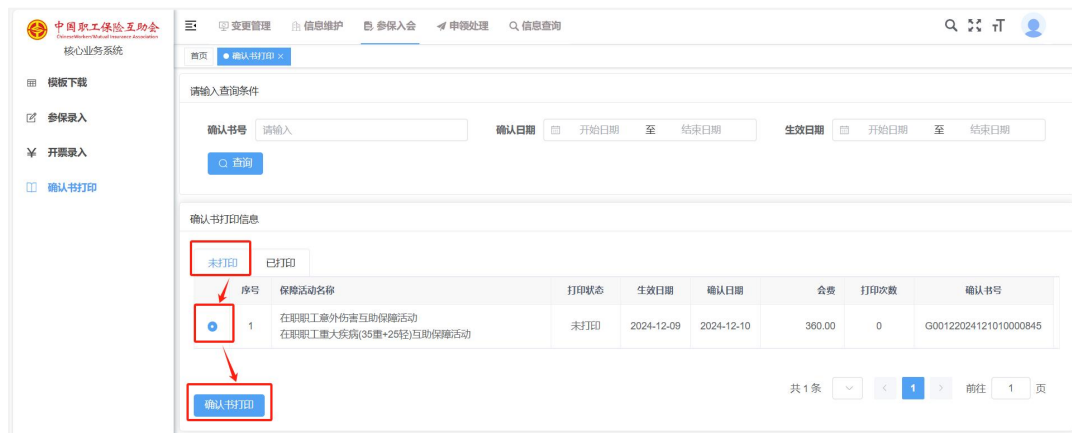 中国职工保险互助会
ChineseWorkers'Mutual Insurance Association
核心业务系统
模板下载
参保录入
开票录入
确认书打印
变更管理 信息维护 参保入会 申领处理 信息查询
首页 确认书打印 ×
请输入查询条件
确认书号 请输入 确认日期 开始日期 至 结束日期 生效日期 开始日期 至 结束日期
查询
确认书打印信息
未打印 已打印
序号 保障活动名称 打印状态 生效日期 确认日期 会费 打印次数 确认书号
1 在职职工意外伤害互助保障活动 未打印 2024-12-09 2024-12-10 360.00 0 G00122024121010000845
在职职工重大疾病(35重+25轻)互助保障活动
共 1 条 < 1 > 前往 1 页
确认书打印